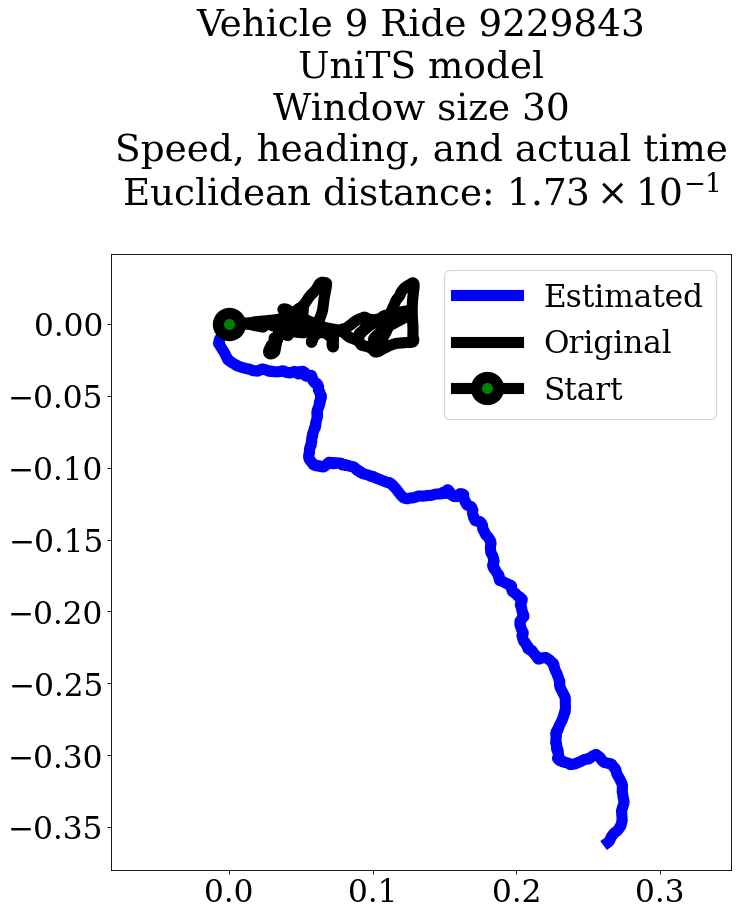 Vehicle 9 Ride 9229843
UniTS model
Window size 30
Speed, heading, and actual time
Euclidean distance: 1.73 × 10⁻¹
Estimated
Original
Start
0.00
−0.05
−0.10
−0.15
−0.20
−0.25
−0.30
−0.35
0.0 0.1 0.2 0.3